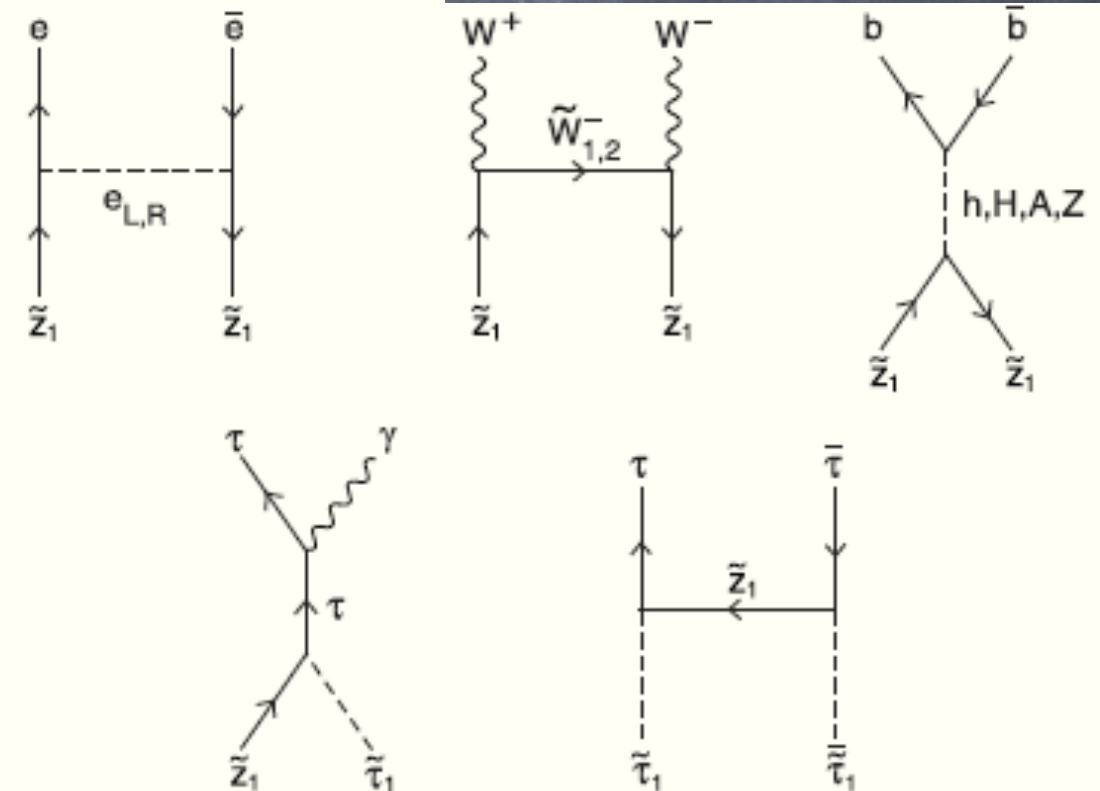 e ē W⁺ W⁻ b b̄
W̃⁻₁,₂
e_L,R h,H,A,Z
z̃₁ z̃₁ z̃₁ z̃₁
z̃₁ z̃₁
τ γ
τ τ̄
z̃₁
τ
z̃₁ τ̃₁ τ̃₁ τ̄̃₁